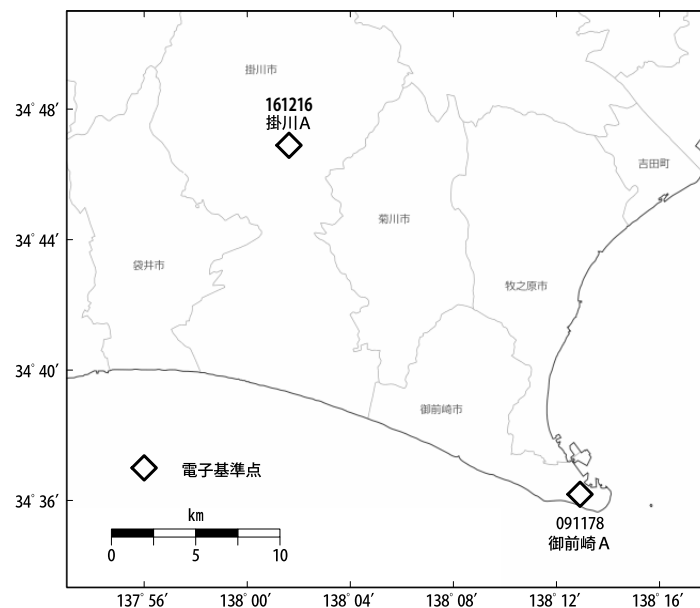 掛川市
34° 48′
161216
掛川A
吉田町
菊川市
34° 44′
袋井市
牧之原市
34° 40′
御前崎市
電子基準点
34° 36′
km
0 5 10
091178
御前崎A
137° 56′ 138° 00′ 138° 04′ 138° 08′ 138° 12′ 138° 16′